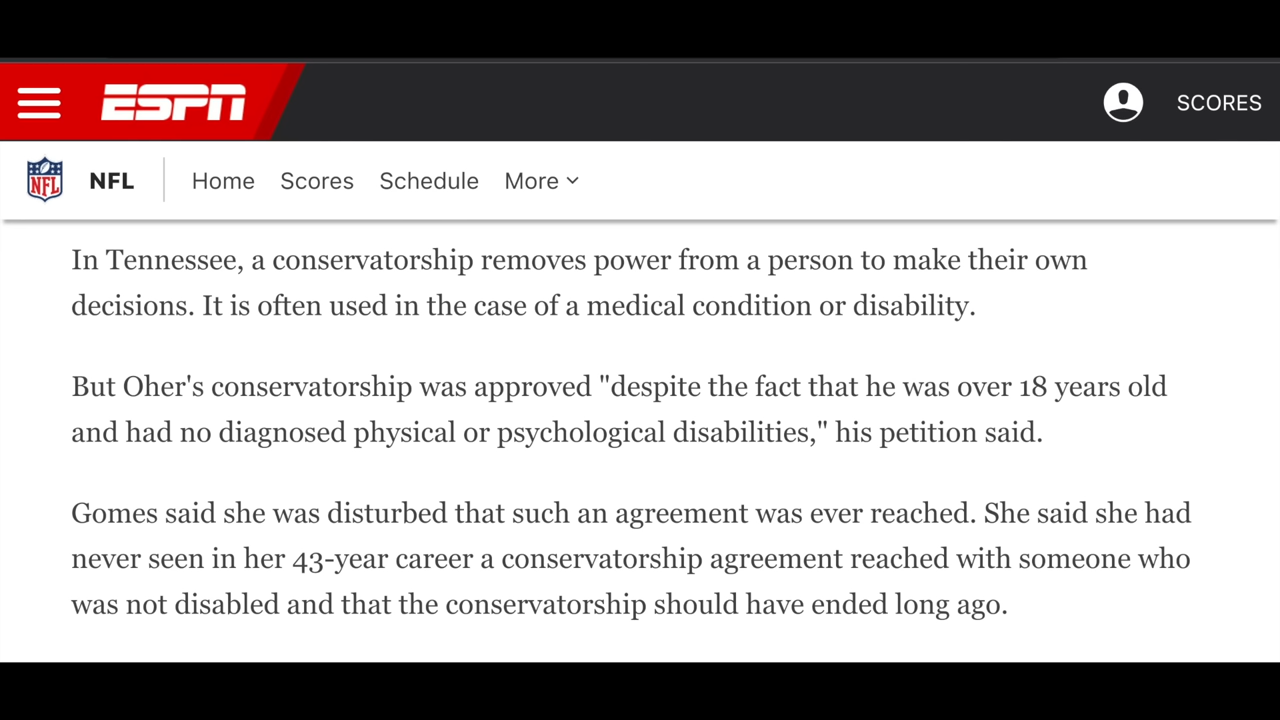 ESPN
SCORES
NFL
NFL
Home
Scores
Schedule
More
In Tennessee, a conservatorship removes power from a person to make their own
decisions. It is often used in the case of a medical condition or disability.
But Oher's conservatorship was approved "despite the fact that he was over 18 years old
and had no diagnosed physical or psychological disabilities," his petition said.
Gomes said she was disturbed that such an agreement was ever reached. She said she had
never seen in her 43-year career a conservatorship agreement reached with someone who
was not disabled and that the conservatorship should have ended long ago.